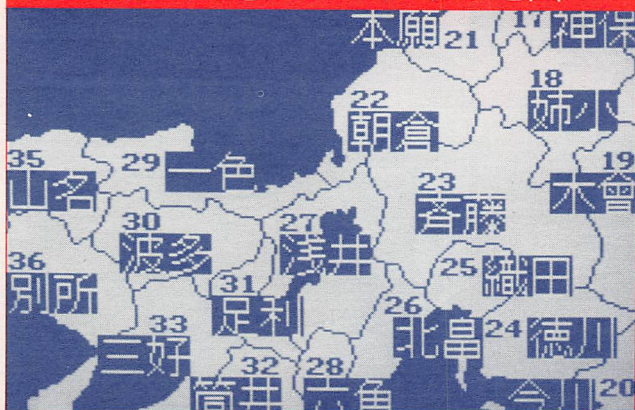 本願 21
17 神保
18
姉小
22
朝倉
35
山名
29 一色
19
木曾
23
斉藤
30
波多
27
浅井
25 織田
36
別所
31
足利
26
北畠
24 徳川
33
三好
32
筒井
28
六角
今川 20